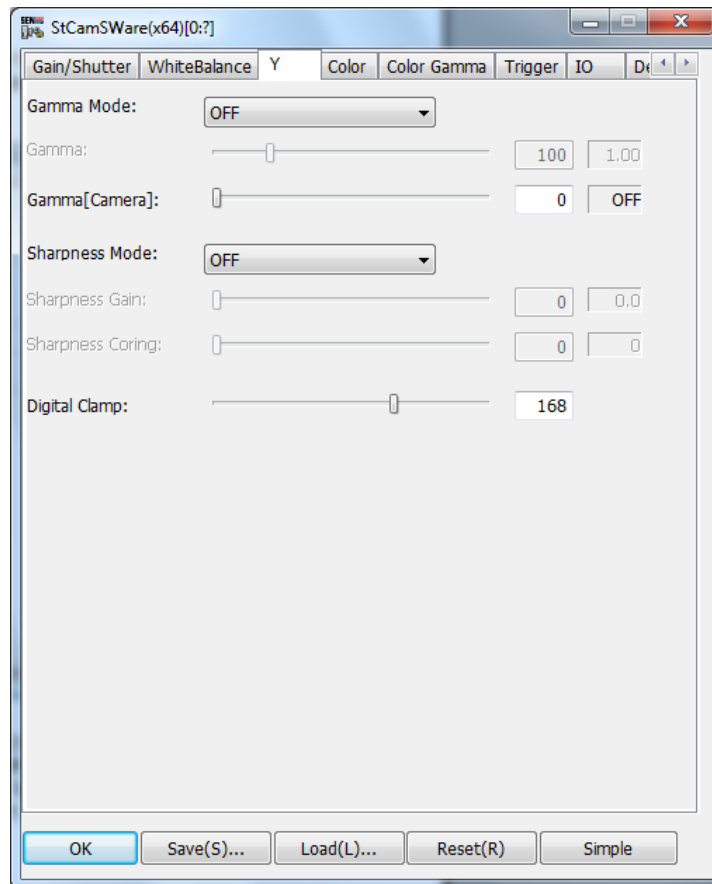 StCamSWare(x64)[0:?]
Gain/Shutter WhiteBalance Y Color Color Gamma Trigger IO
Gamma Mode: OFF
Gamma: 100 1.00
Gamma[Camera]: 0 OFF
Sharpness Mode: OFF
Sharpness Gain: 0 0.0
Sharpness Coring: 0 0
Digital Clamp: 168
OK Save(S)... Load(L)... Reset(R) Simple